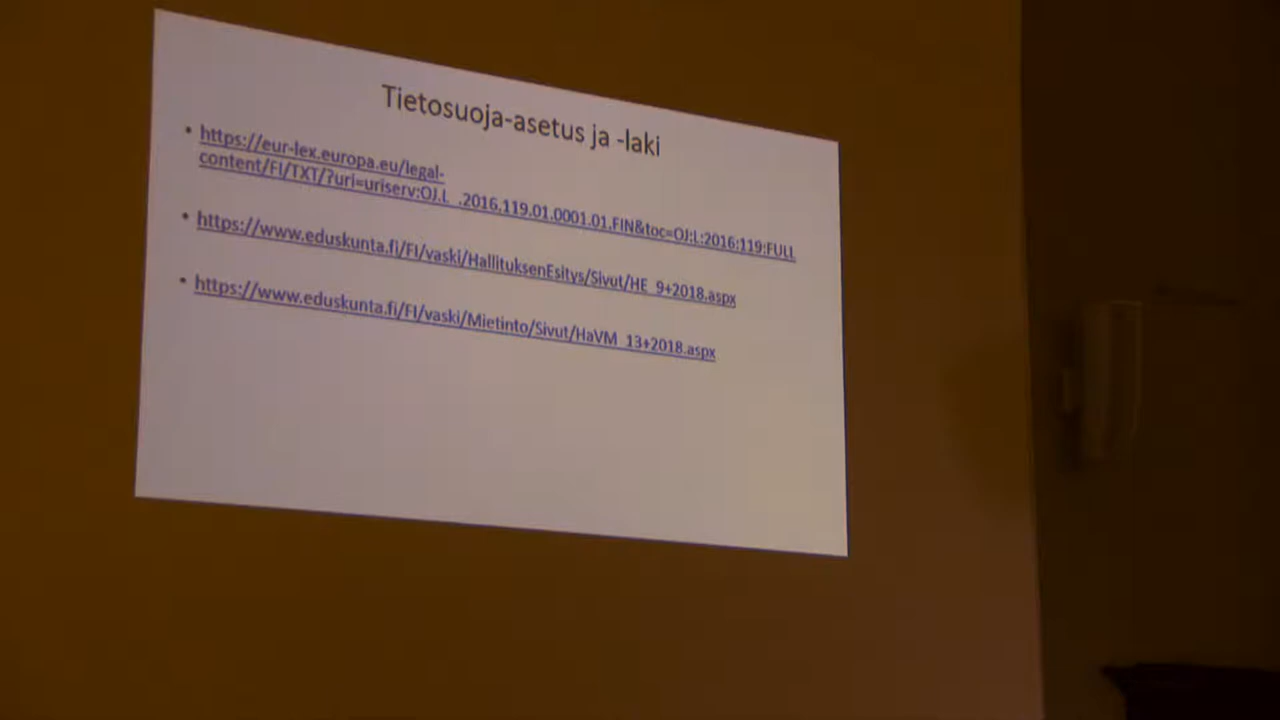 Tietosuoja-asetus ja -laki
• https://eur-lex.europa.eu/legal-
content/FI/TXT/?uri=uriserv:OJ.L_.2016.119.01.0001.01.FIN&toc=OJ:L:2016:119:FULL
• https://www.eduskunta.fi/FI/vaski/HallituksenEsitys/Sivut/HE_9+2018.aspx
• https://www.eduskunta.fi/FI/vaski/Mietinto/Sivut/HaVM_13+2018.aspx